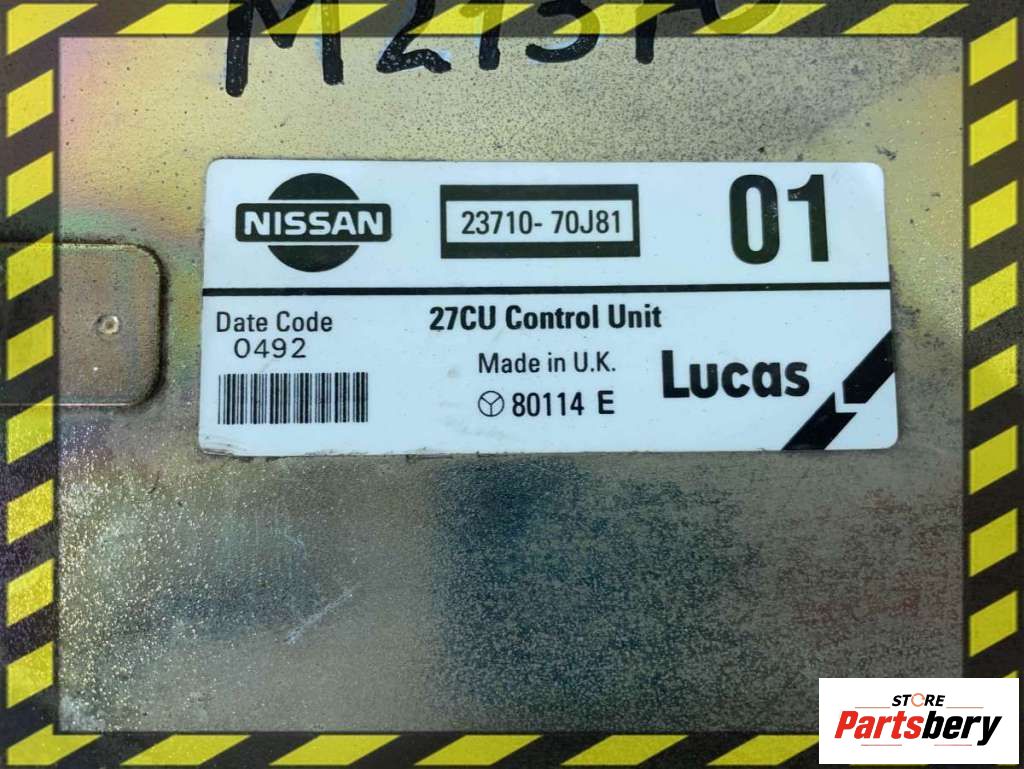 NISSAN
23710- 70J81
01
Date Code
0492
27CU Control Unit
Made in U.K.
80114 E
Lucas
STORE
Partsbery